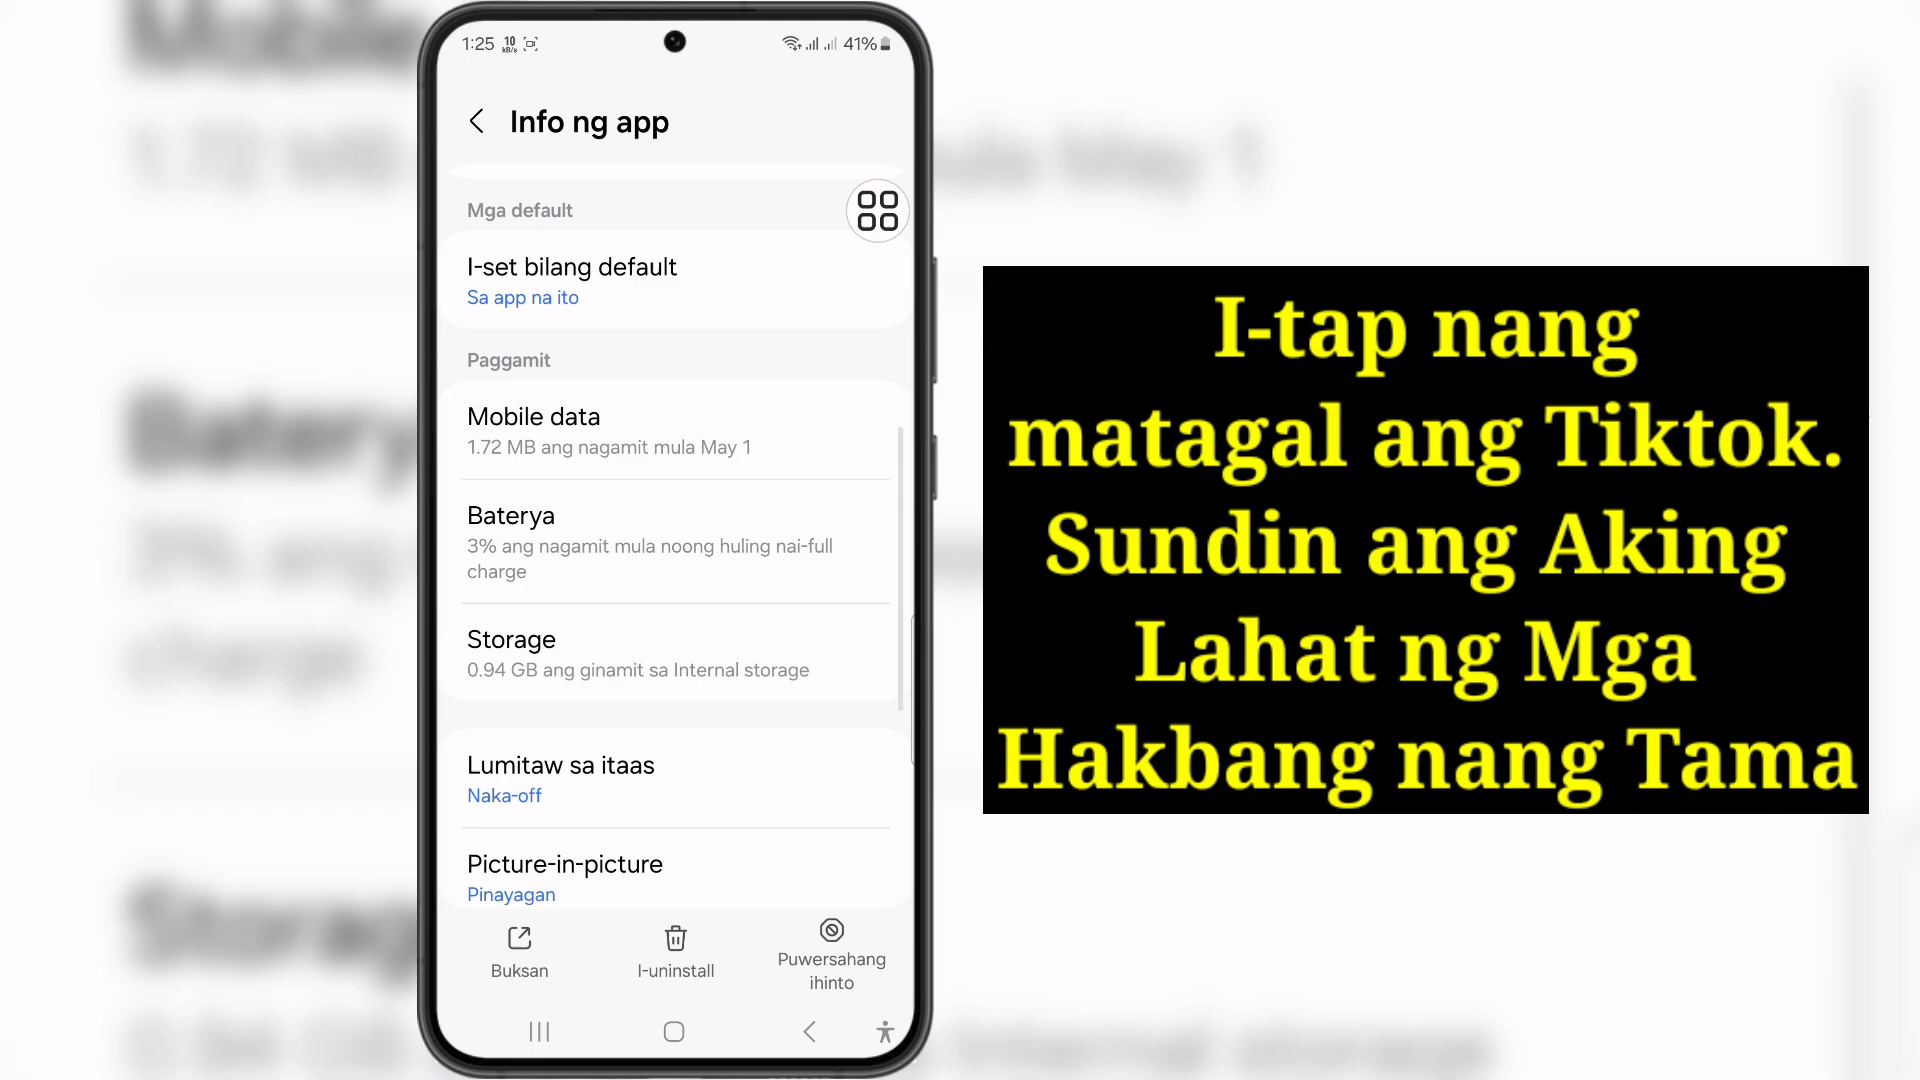 1:25 10 kB/s 41%
Info ng app
Mga default
I-set bilang default
Sa app na ito
Paggamit
Mobile data
1.72 MB ang nagamit mula May 1
Baterya
3% ang nagamit mula noong huling nai-full
charge
Storage
0.94 GB ang ginamit sa Internal storage
Lumitaw sa itaas
Naka-off
Picture-in-picture
Pinayagan
Buksan
I-uninstall
Puwersahang
ihinto
I-tap nang
matagal ang Tiktok.
Sundin ang Aking
Lahat ng Mga
Hakbang nang Tama